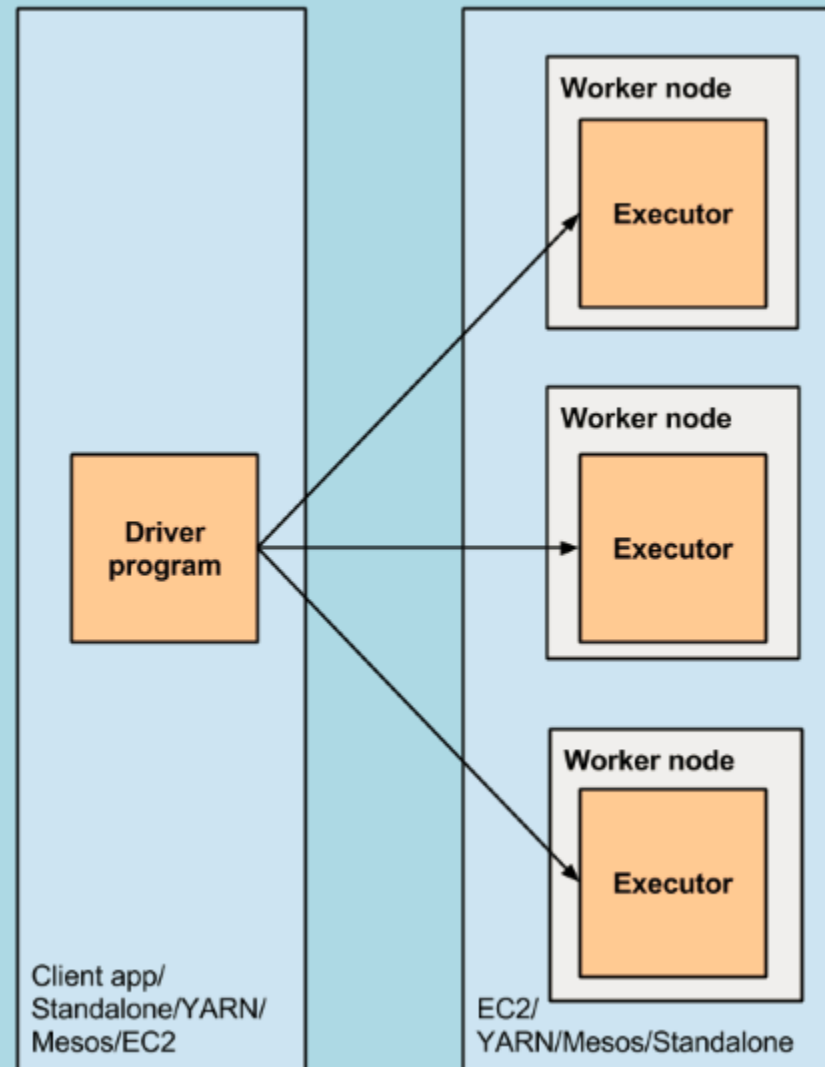 Worker node
Executor
Worker node
Driver
program
Executor
Worker node
Executor
Client app/
Standalone/YARN/
Mesos/EC2
EC2/
YARN/Mesos/Standalone